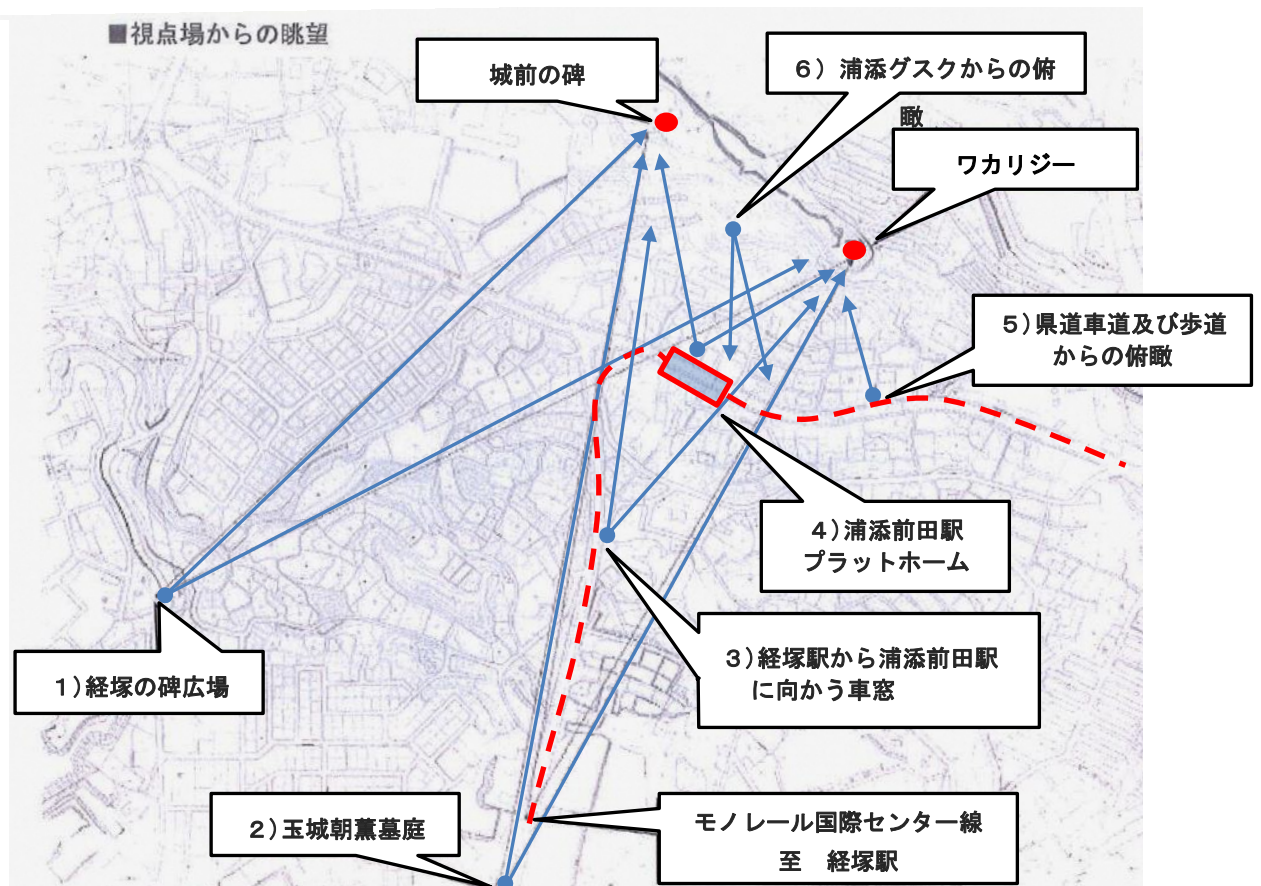 ■視点場からの眺望
城前の碑
６）浦添グスクからの俯
瞰
ワカリジー
５）県道車道及び歩道
からの俯瞰
４）浦添前田駅
プラットホーム
３）経塚駅から浦添前田駅
に向かう車窓
１）経塚の碑広場
２）玉城朝薫墓庭
モノレール国際センター線
至　経塚駅